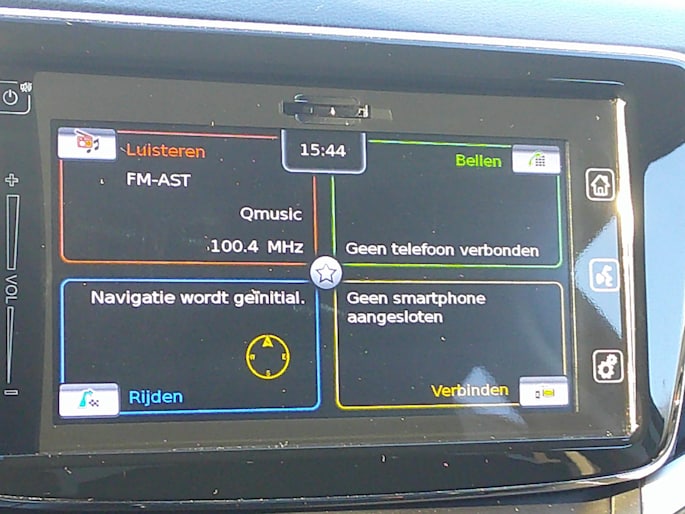 15:44
Luisteren
FM-AST
Qmusic
100.4 MHz
Bellen
Geen telefoon verbonden
Navigatie wordt geïnitial.
Rijden
Geen smartphone
aangesloten
Verbinden
VOL